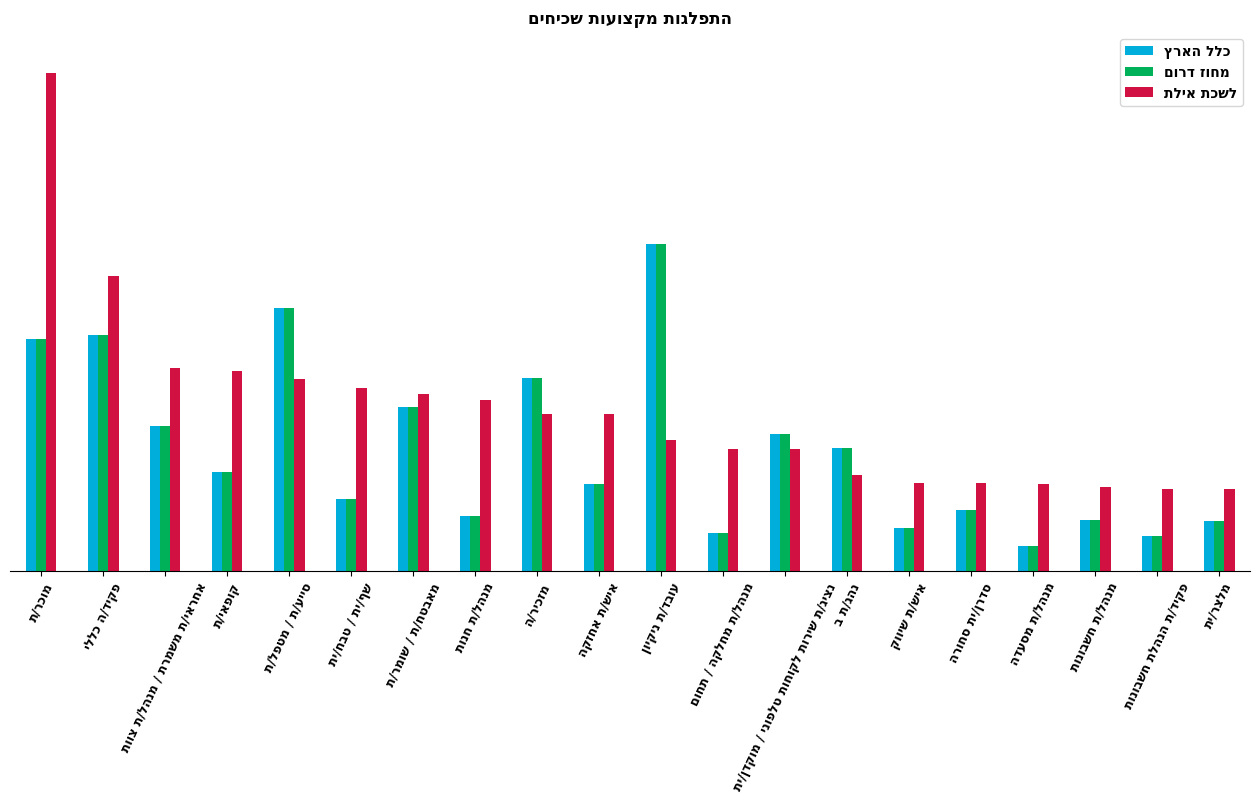 התפלגות מקצועות שכיחים
כלל הארץ
מחוז דרום
לשכת אילת
מוכר/ת
פקיד/ה כללי
אחראי/ת משמרת / מנהל/ת צוות
קופאי/ת
סייע/ת / מטפל/ת
שף/ית / טבח/ית
מאבטח/ת / שומר/ת
מנהל/ת חנות
מזכיר/ה
איש/ת אחזקה
עובד/ת ניקיון
מנהל/ת מחלקה / תחום
נציג/ת שירות לקוחות טלפוני / מוקדן/ית
נהג/ת ב
איש/ת שיווק
סדרן/ית סחורה
מנהל/ת מסעדה
מנהל/ת חשבונות
פקיד/ת הנהלת חשבונות
מלצר/ית